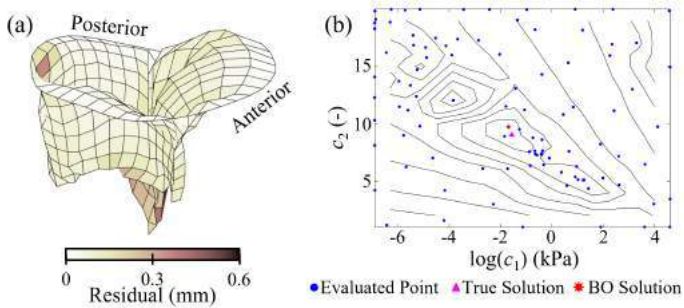 (a)
Posterior
Anterior
0 0.3 0.6
Residual (mm)
(b)
15
10
5
c2 (-)
-6 -4 -2 0 2 4
log(c1) (kPa)
Evaluated Point True Solution BO Solution